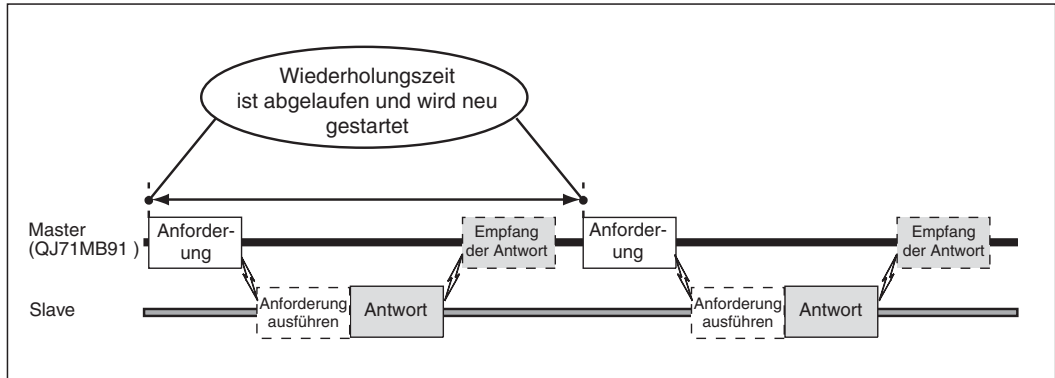 Wiederholungszeit
ist abgelaufen und wird neu
gestartet
Master
(QJ71MB91 )
Anforder-
ung
Empfang
der Antwort
Anforder-
ung
Empfang
der Antwort
Slave
Anforderung
ausführen
Antwort
Anforderung
ausführen
Antwort